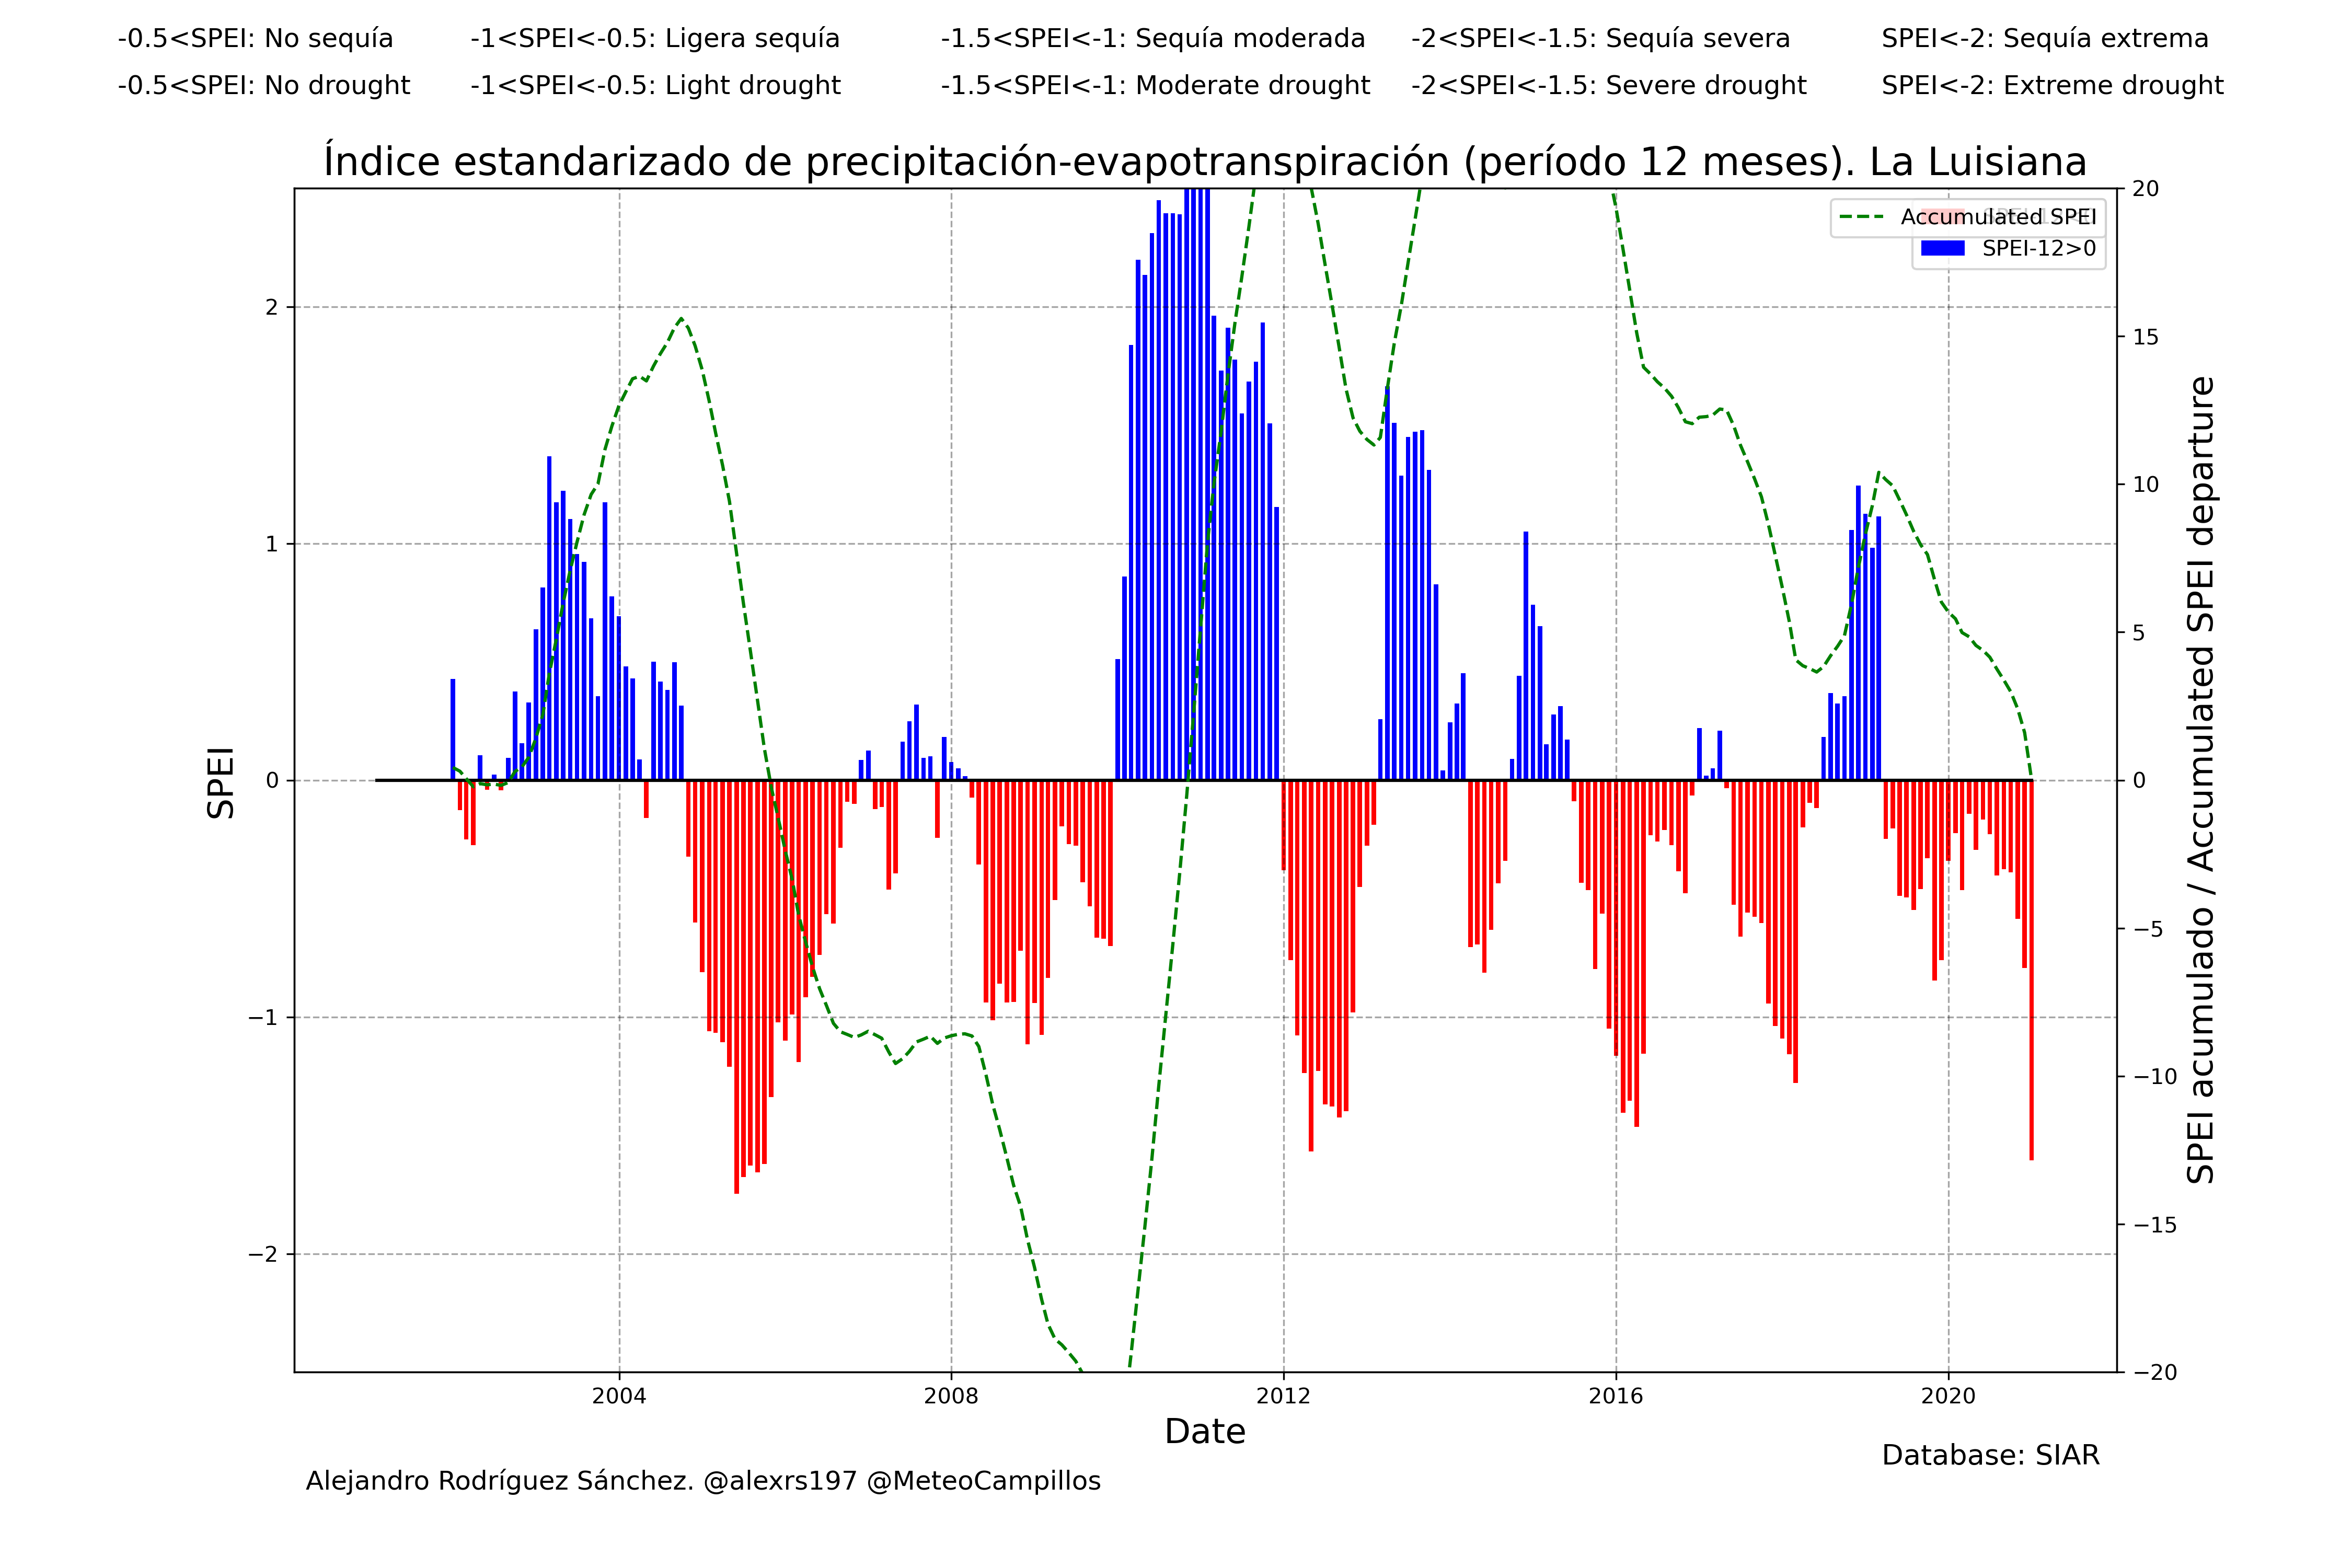 -0.5<SPEI: No sequía -1<SPEI<-0.5: Ligera sequía -1.5<SPEI<-1: Sequía moderada -2<SPEI<-1.5: Sequía severa SPEI<-2: Sequía extrema
-0.5<SPEI: No drought -1<SPEI<-0.5: Light drought -1.5<SPEI<-1: Moderate drought -2<SPEI<-1.5: Severe drought SPEI<-2: Extreme drought
Índice estandarizado de precipitación-evapotranspiración (período 12 meses). La Luisiana
Accumulated SPEI
SPEI-12>0
SPEI
2
1
0
−1
−2
20
15
10
5
0
−5
−10
−15
−20
SPEI acumulado / Accumulated SPEI departure
2004 2008 2012 2016 2020
Date
Database: SIAR
Alejandro Rodríguez Sánchez. @alexrs197 @MeteoCampillos